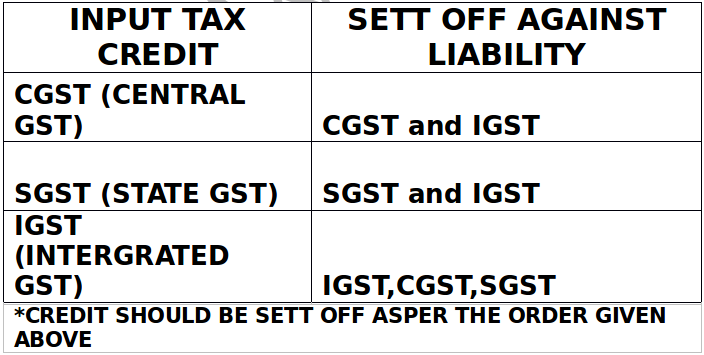 INPUT TAX
CREDIT
SETT OFF AGAINST
LIABILITY
CGST (CENTRAL
GST)
CGST and IGST
SGST (STATE GST)
SGST and IGST
IGST
(INTERGRATED
GST)
IGST,CGST,SGST
*CREDIT SHOULD BE SETT OFF ASPER THE ORDER GIVEN
ABOVE